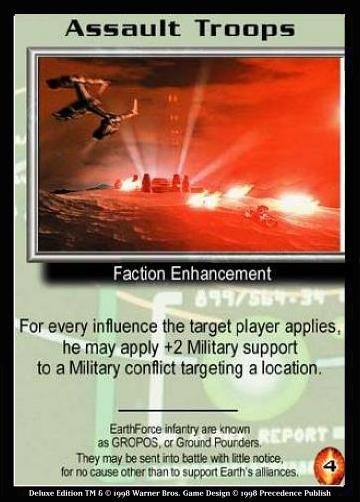 Assault Troops
Faction Enhancement
For every influence the target player applies,
he may apply +2 Military support
to a Military conflict targeting a location.
EarthForce infantry are known
as GROPOS, or Ground Pounders.
They may be sent into battle with little notice,
for no cause other than to support Earth's alliances.
REPORT
4
Deluxe Edition TM & © 1998 Warner Bros. Game Design © 1998 Precedence Publish